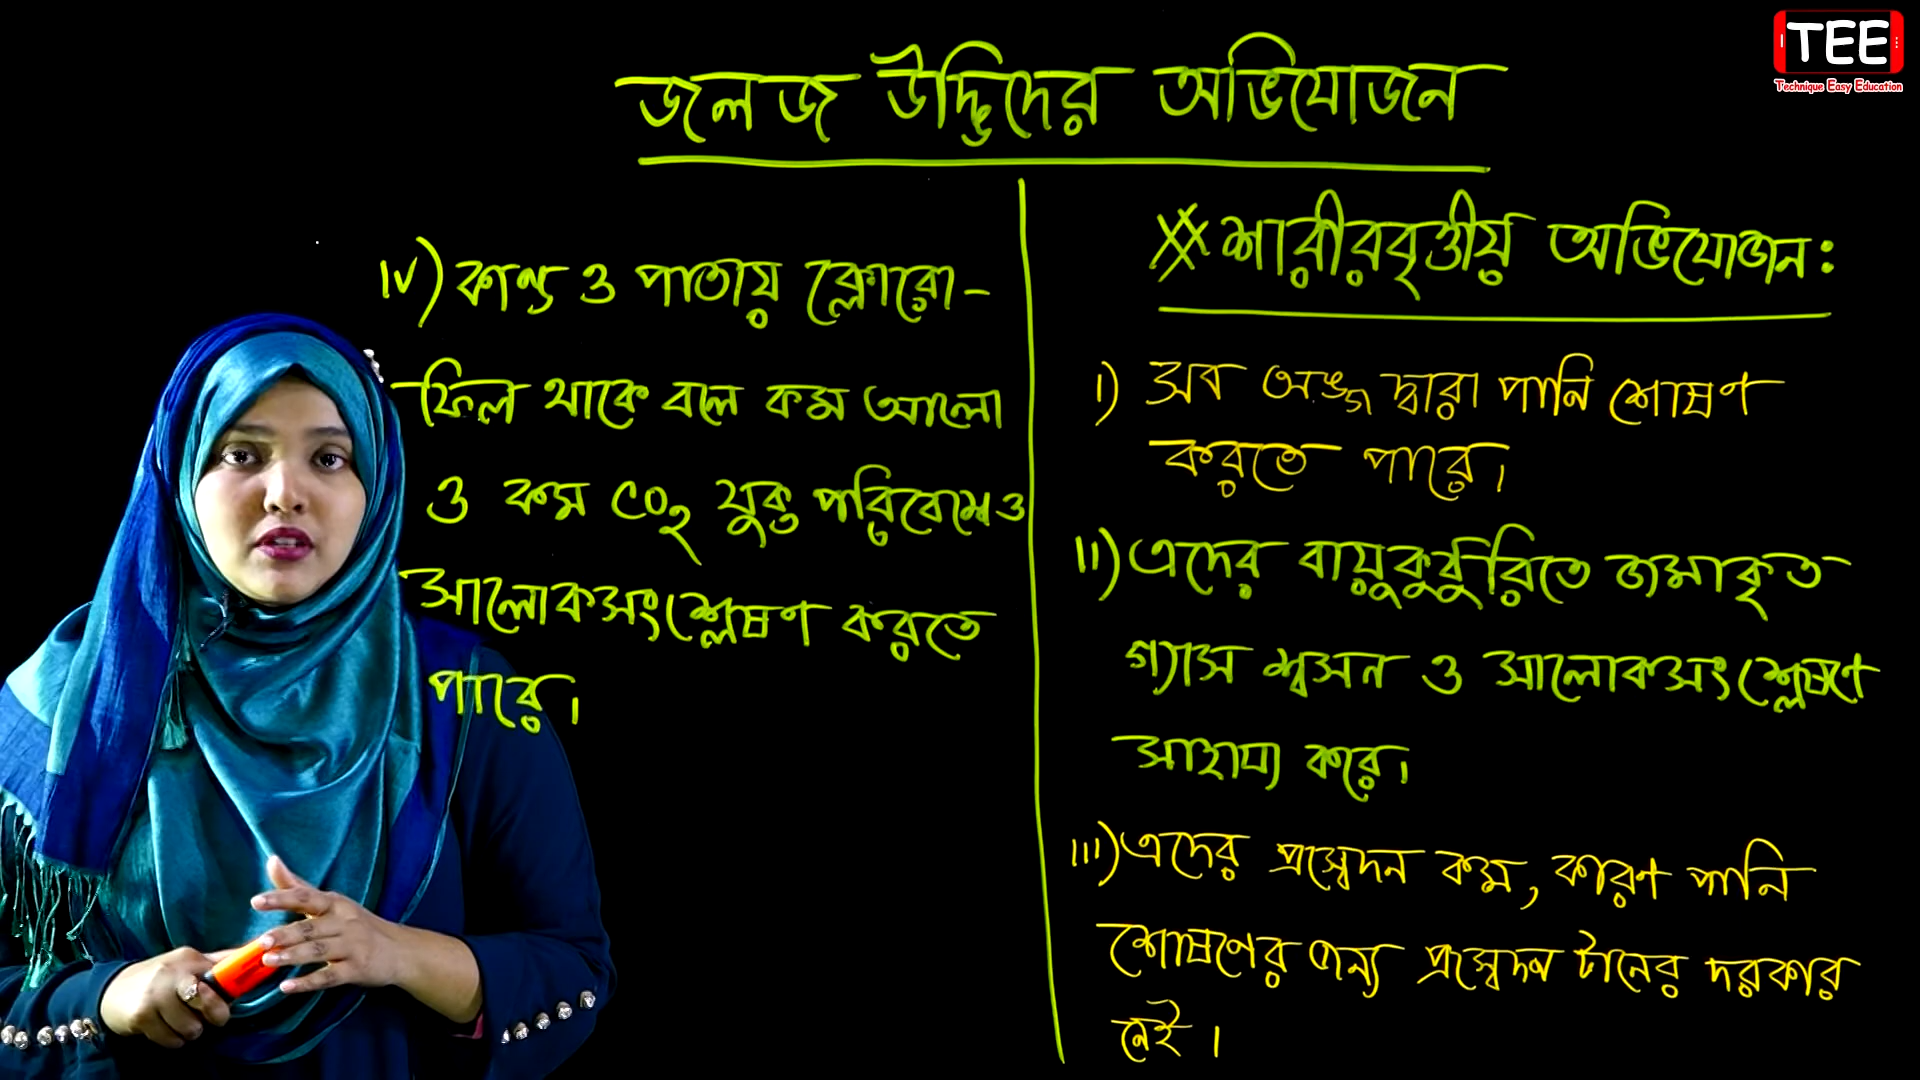 TEE
Technique Easy Education
জলজ উদ্ভিদের অভিযোজন
iv) কান্ড ও পাতায় ক্লোরো-
ফিল থাকে বলে কম আলো
ও কম CO2 যুক্ত পরিবেশেও
আলোকসংশ্লেষণ করতে
পারে।
শারীরবৃত্তীয় অভিযোজন:
i) সব অঙ্গ দ্বারা পানি শোষণ
করতে পারে।
ii) এদের বায়ুকুঠুরিতে জমাকৃত
গ্যাস শ্বসন ও আলোকসংশ্লেষণে
সাহায্য করে।
iii) এদের প্রস্বেদন কম, কারণ পানি
শোষণের জন্য প্রস্বেদন টানের দরকার
নেই।